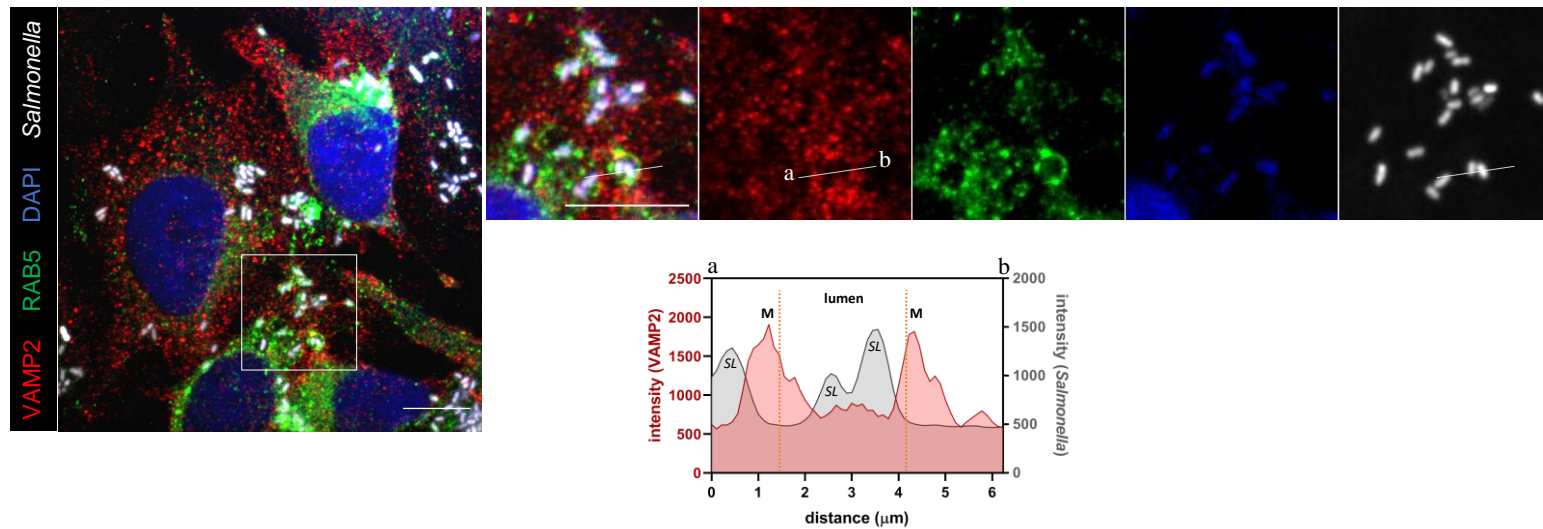 VAMP2 RAB5 DAPI Salmonella
a
b
a
b
2500
2000
1500
1000
500
0
intensity (VAMP2)
lumen
M
M
SL
SL
SL
2000
1500
1000
500
0
intensity (Salmonella)
0 1 2 3 4 5 6
distance (μm)